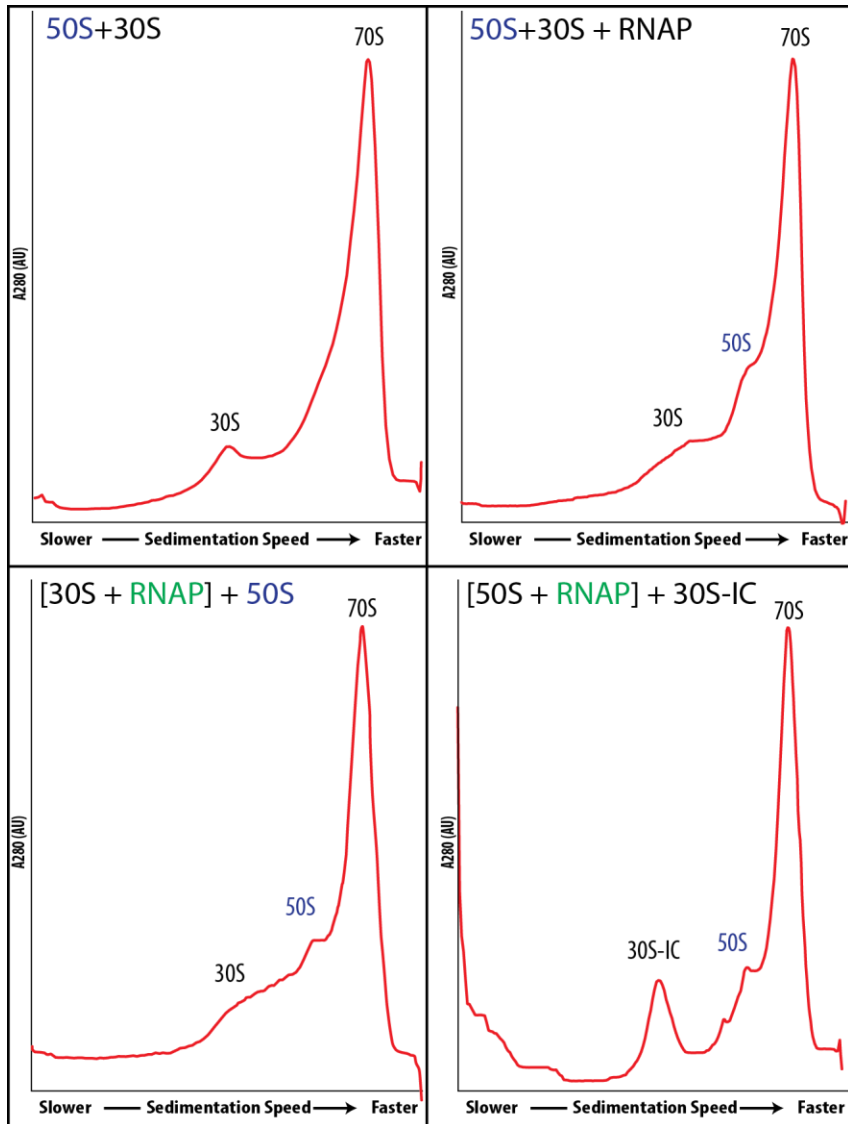 50S+30S
70S
30S
A280 (AU)
Slower Sedimentation Speed Faster
50S+30S + RNAP
70S
50S
30S
A280 (AU)
Slower Sedimentation Speed Faster
[30S + RNAP] + 50S
70S
50S
30S
A280 (AU)
Slower Sedimentation Speed Faster
[50S + RNAP] + 30S-IC
70S
50S
30S-IC
A280 (AU)
Slower Sedimentation Speed Faster